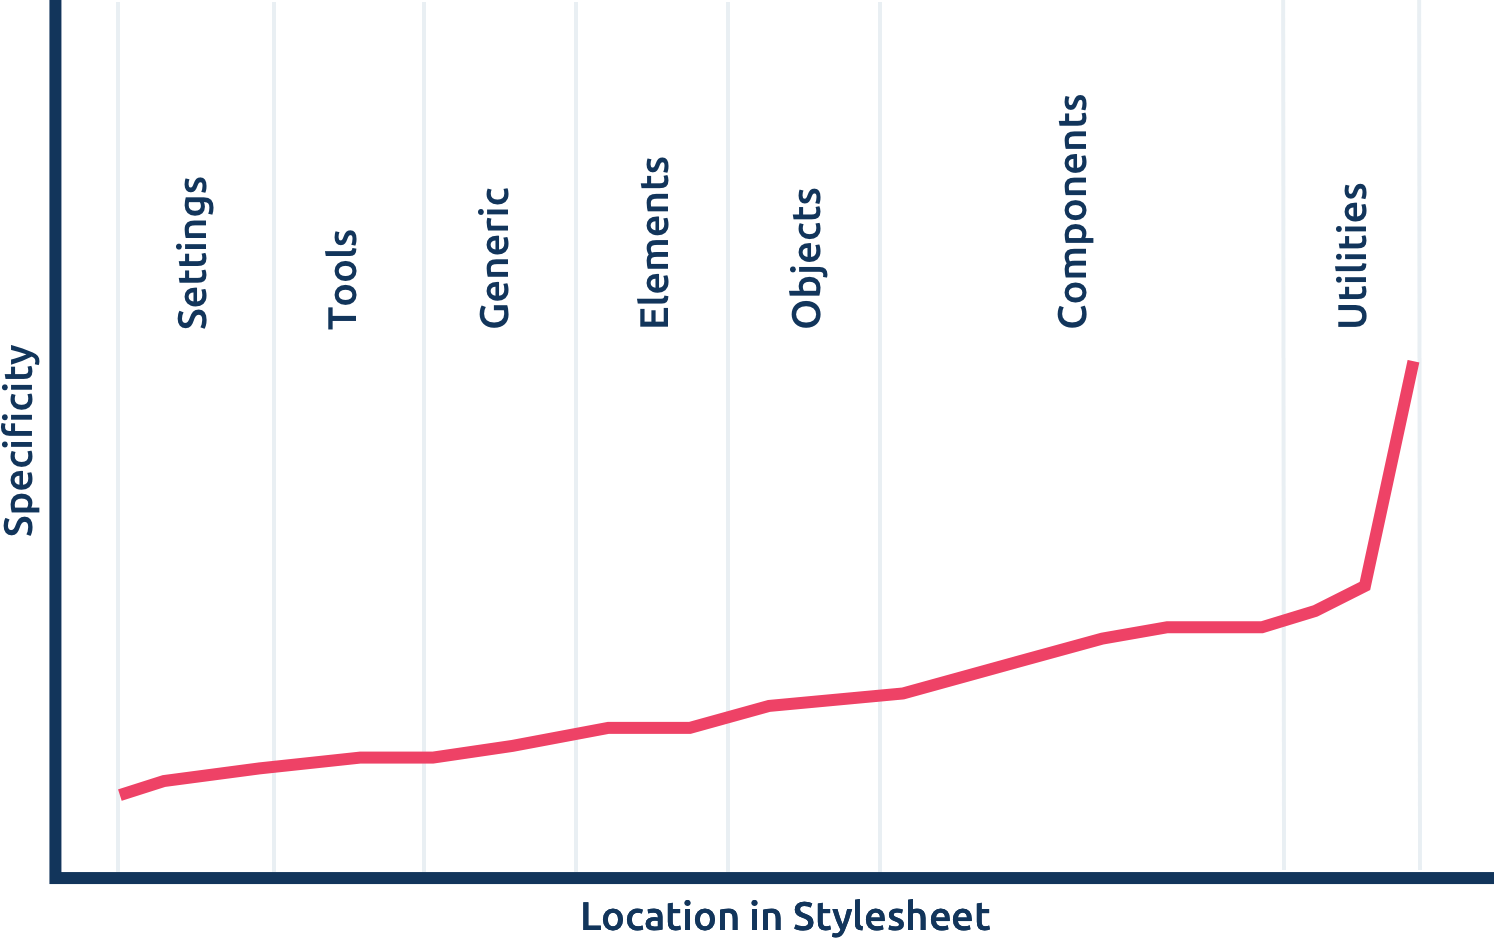 Settings
Tools
Generic
Elements
Objects
Components
Utilities
Specificity
Location in Stylesheet